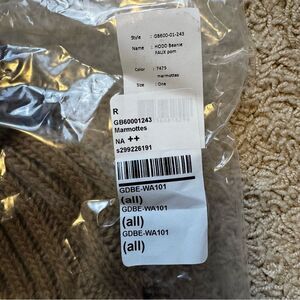 Style : GB600-01-243
Name : HODD Beanie
FAUX pom
Color : 7475
marmottes
Size : One
R
GB60001243
Marmottes
NA ++
s299226191
GDBE-WA101
(all)
GDBE-WA101
(all)
GDBE-WA101
(all)